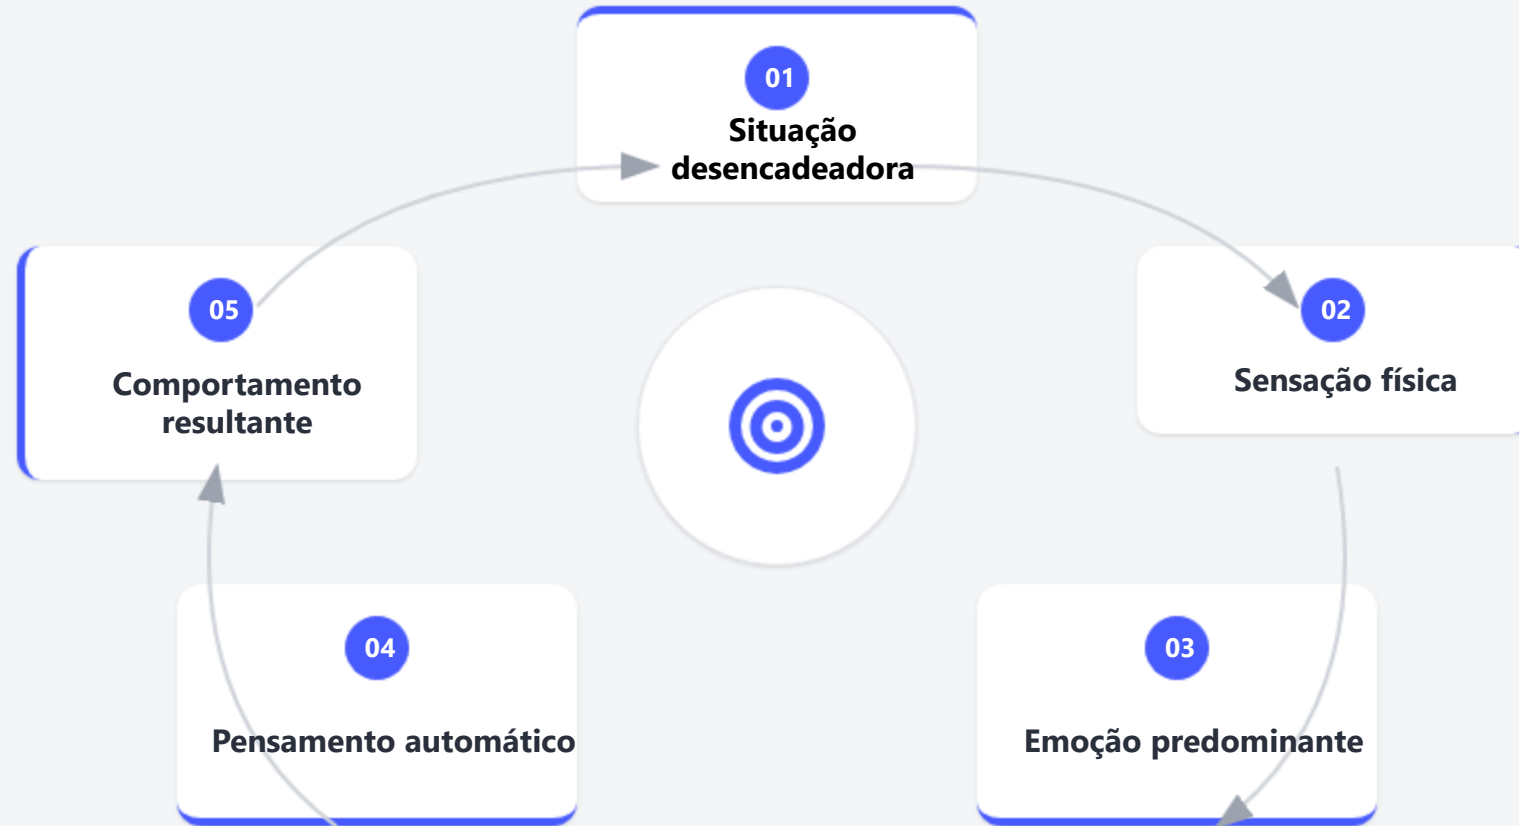 01
Situação
desencadeadora
02
Sensação física
03
Emoção predominante
04
Pensamento automático
05
Comportamento
resultante